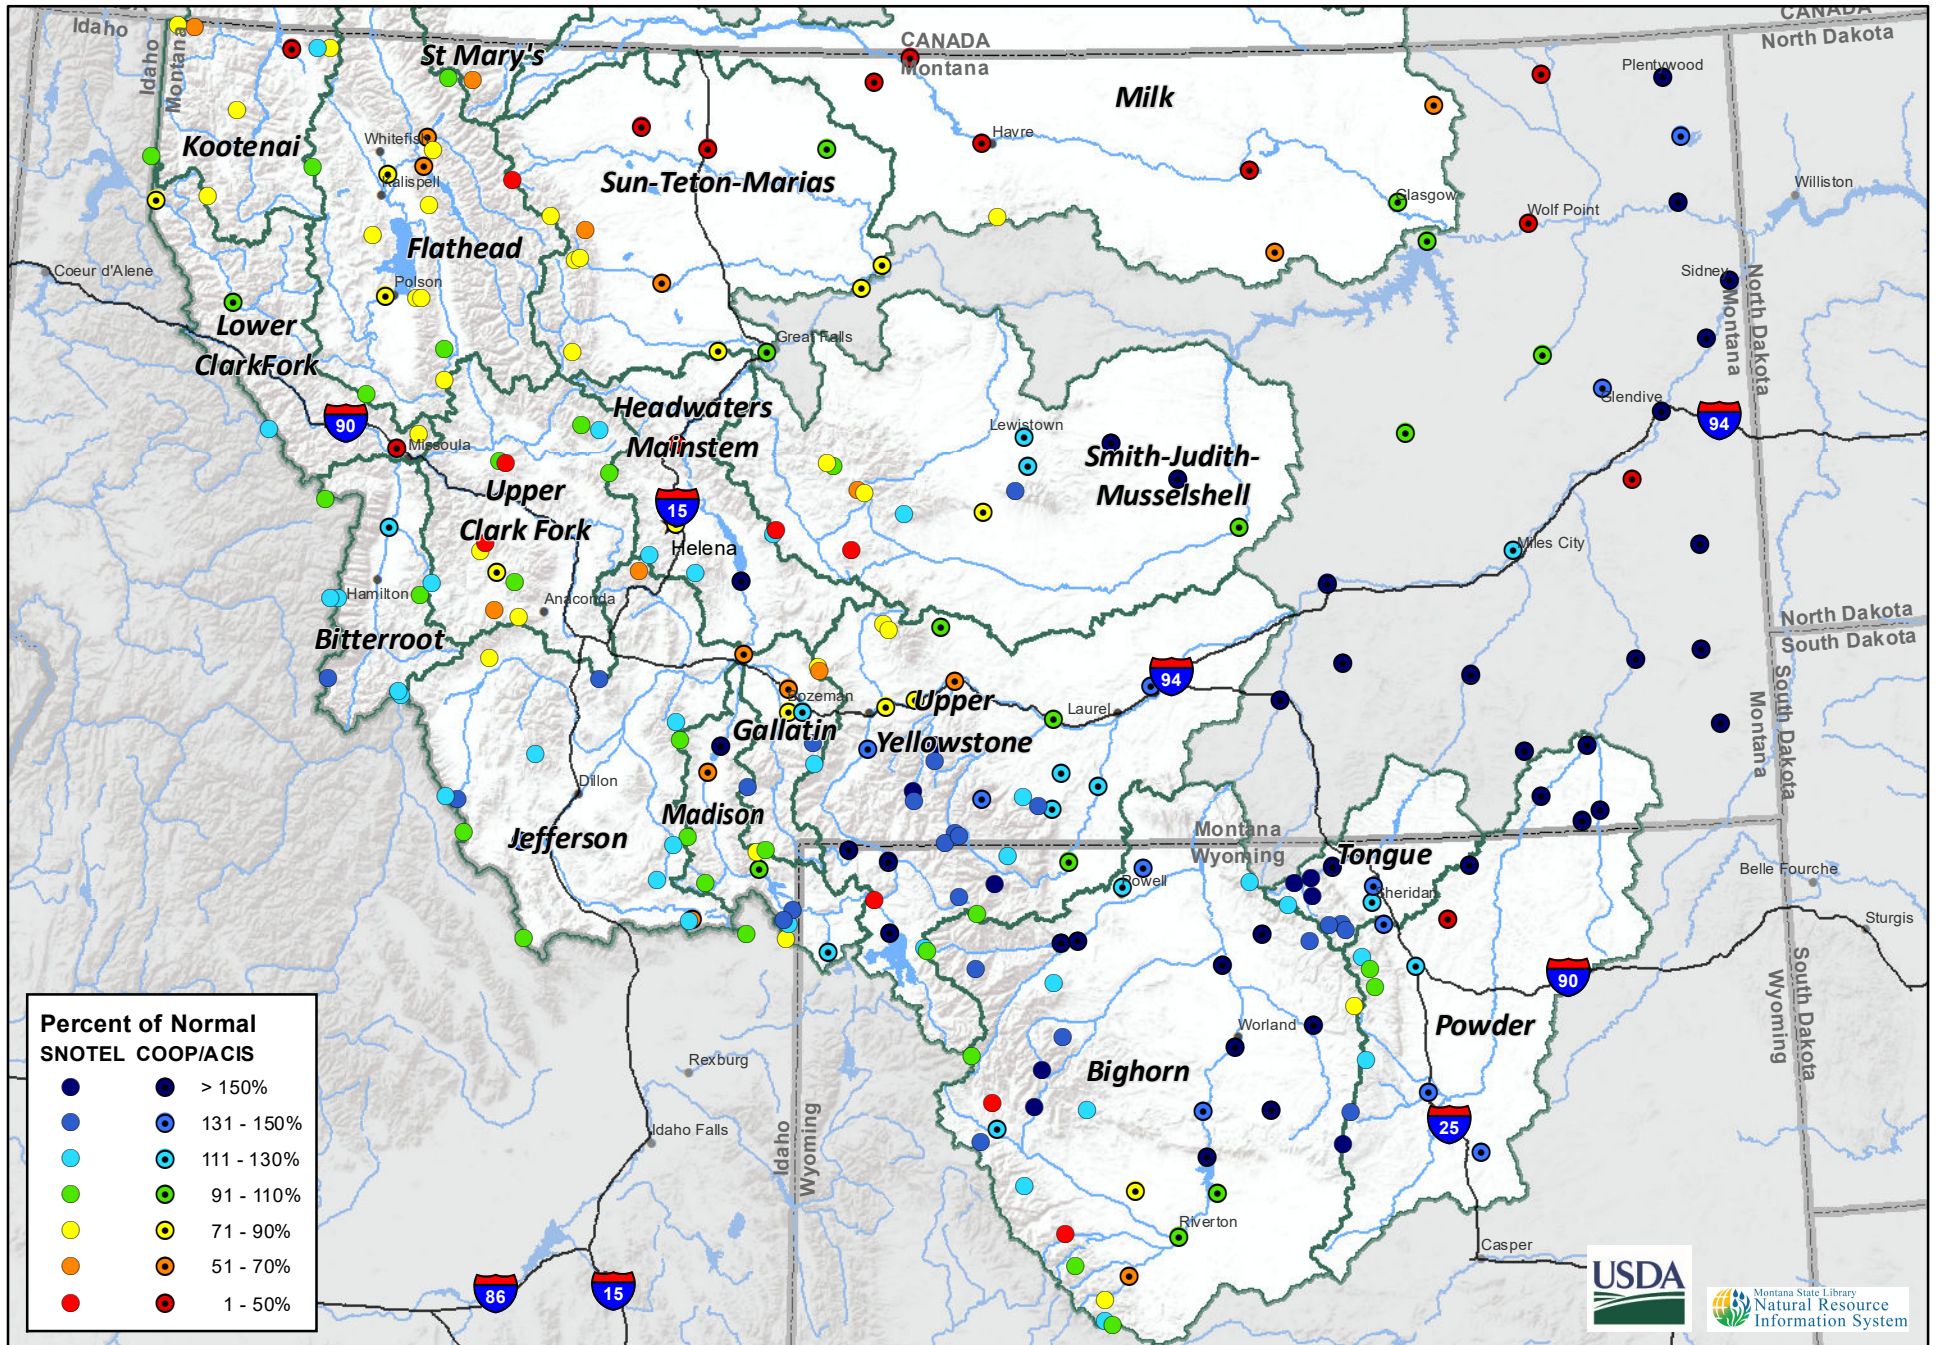 CANADA
Idaho
Idaho
Montana
St Mary's
CANADA
Montana
Milk
CANADA
North Dakota
Plentywood
Kootenai
Whitefish
Kalispell
Havre
Sun-Teton-Marias
Glasgow
Wolf Point
Williston
Flathead
Coeur d'Alene
Polson
Sidney
North Dakota
Montana
Lower
ClarkFork
Great Falls
Headwaters
Mainstem
Lewistown
Glendive
94
90
Missoula
Smith-Judith-
Musselshell
Upper
Clark Fork
15
Helena
Miles City
Hamilton
Anaconda
Bitterroot
North Dakota
South Dakota
94
Bozeman
Gallatin
Upper
Yellowstone
Laurel
South Dakota
Montana
Dillon
Madison
Jefferson
Montana
Wyoming
Tongue
Powell
Sheridan
Belle Fourche
Sturgis
90
South Dakota
Wyoming
Worland
Powder
Bighorn
Rexburg
Idaho Falls
Idaho
Wyoming
25
Riverton
Casper
86
15
Percent of Normal
SNOTEL COOP/ACIS
> 150%
131 - 150%
111 - 130%
91 - 110%
71 - 90%
51 - 70%
1 - 50%
USDA
Montana State Library
Natural Resource
Information System